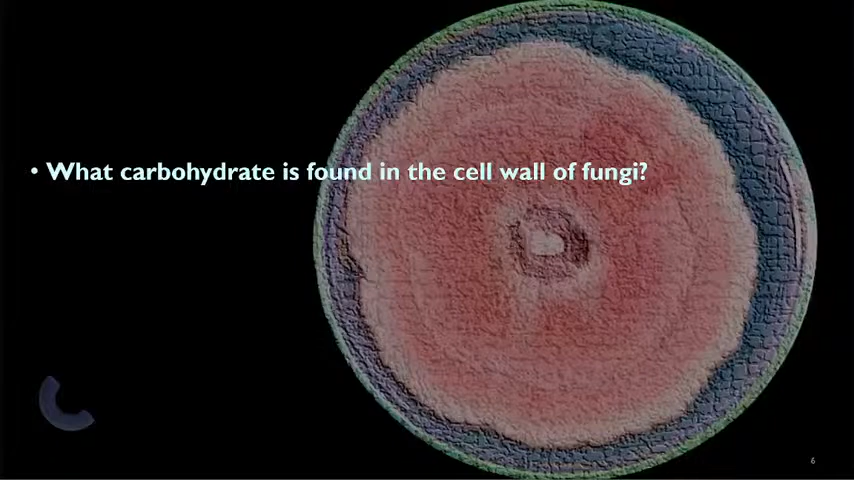 • What carbohydrate is found in the cell wall of fungi?
6